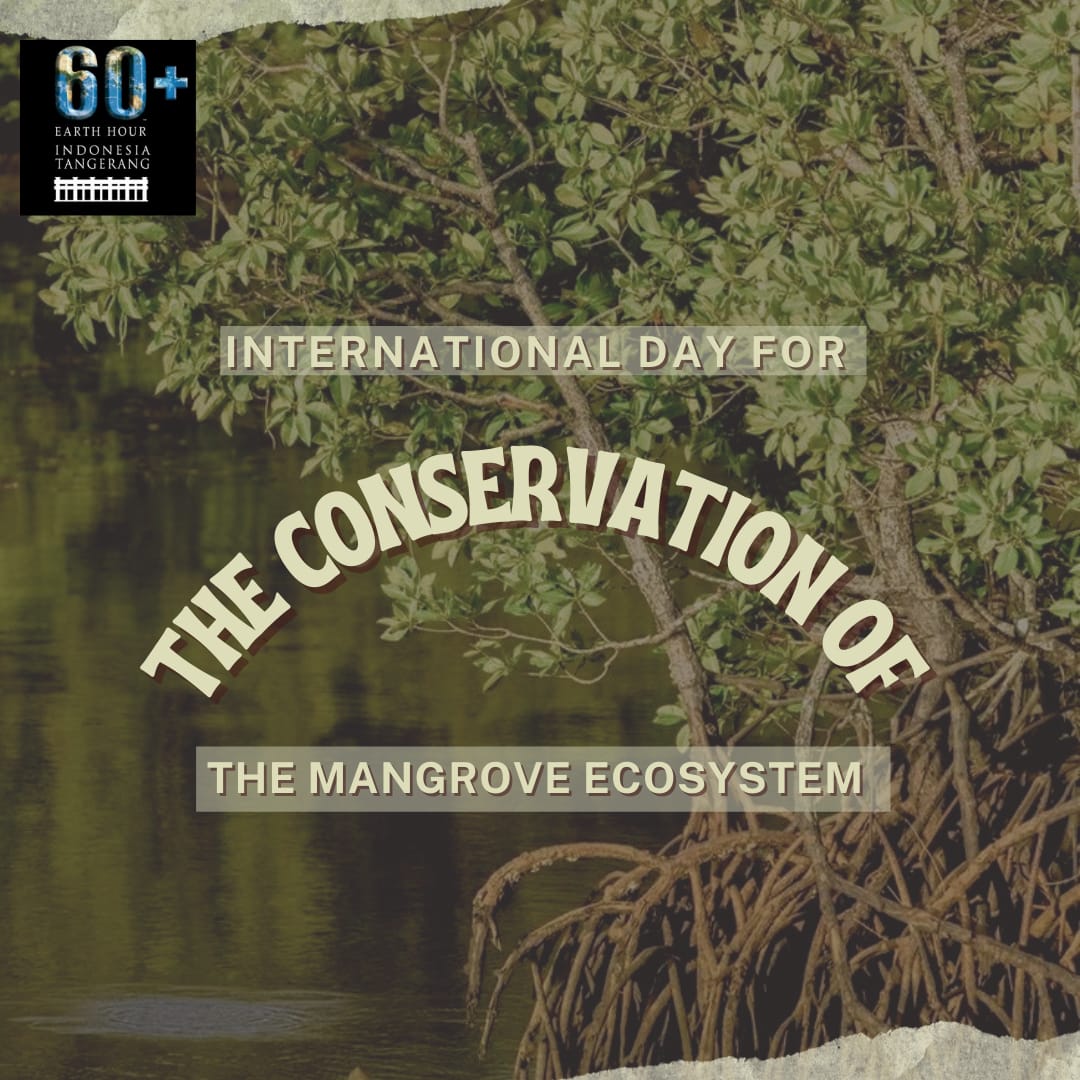 60+
EARTH HOUR
INDONESIA
TANGERANG
INTERNATIONAL DAY FOR
THE CONSERVATION OF
THE MANGROVE ECOSYSTEM